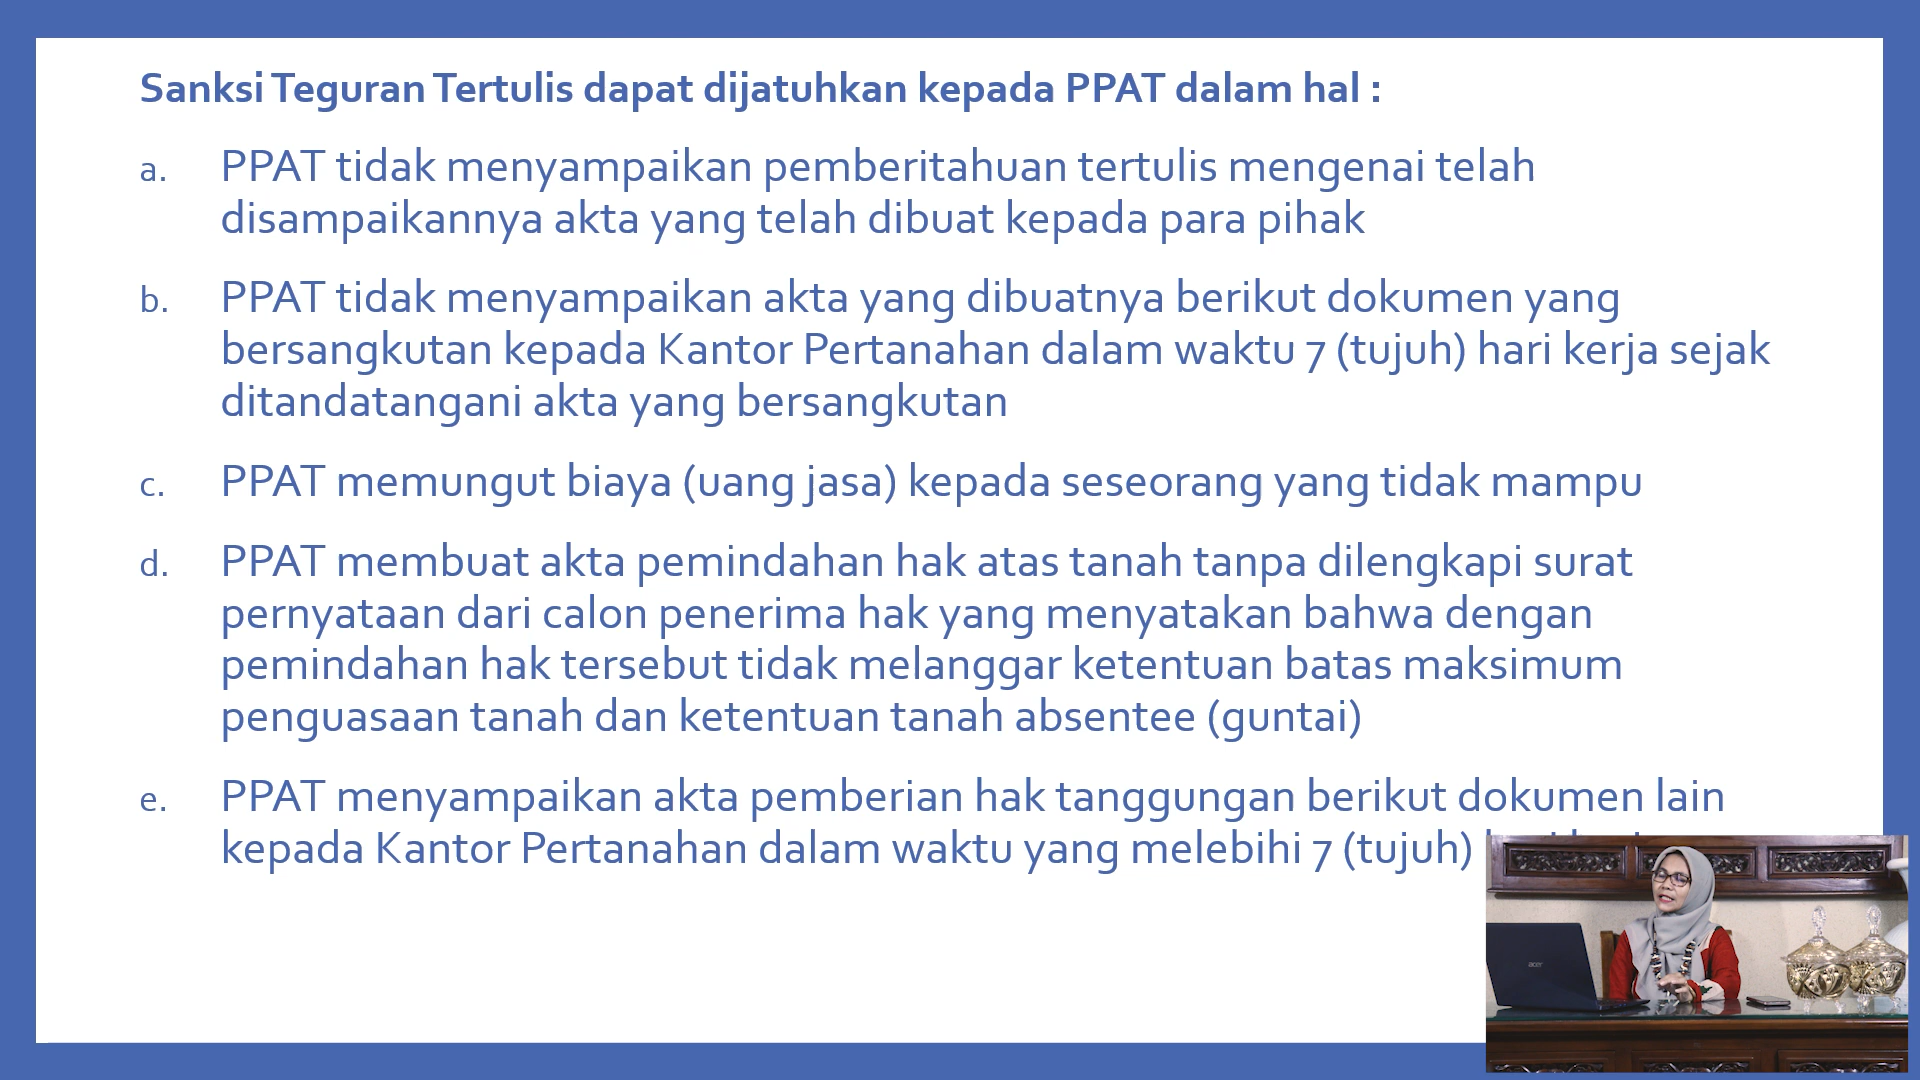 Sanksi Teguran Tertulis dapat dijatuhkan kepada PPAT dalam hal :
a. PPAT tidak menyampaikan pemberitahuan tertulis mengenai telah
disampaikannya akta yang telah dibuat kepada para pihak
b. PPAT tidak menyampaikan akta yang dibuatnya berikut dokumen yang
bersangkutan kepada Kantor Pertanahan dalam waktu 7 (tujuh) hari kerja sejak
ditandatangani akta yang bersangkutan
c. PPAT memungut biaya (uang jasa) kepada seseorang yang tidak mampu
d. PPAT membuat akta pemindahan hak atas tanah tanpa dilengkapi surat
pernyataan dari calon penerima hak yang menyatakan bahwa dengan
pemindahan hak tersebut tidak melanggar ketentuan batas maksimum
penguasaan tanah dan ketentuan tanah absentee (guntai)
e. PPAT menyampaikan akta pemberian hak tanggungan berikut dokumen lain
kepada Kantor Pertanahan dalam waktu yang melebihi 7 (tujuh)
acer